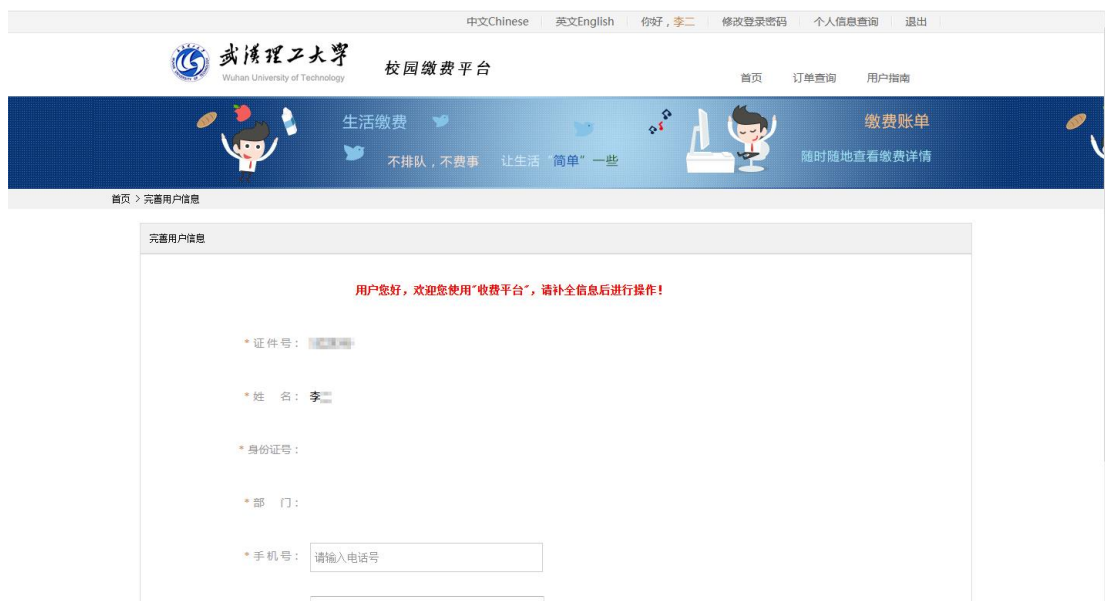 中文Chinese 英文English 你好，李二 修改登录密码 个人信息查询 退出
武汉理工大学
Wuhan University of Technology
校园缴费平台
首页 订单查询 用户指南
生活缴费
不排队，不费事 让生活“简单”一些
缴费账单
随时随地查看缴费详情
首页 > 完善用户信息
完善用户信息
用户您好，欢迎您使用"收费平台"，请补全信息后进行操作！
* 证件号：
* 姓 名： 李
* 身份证号：
* 部 门：
* 手机号： 请输入电话号